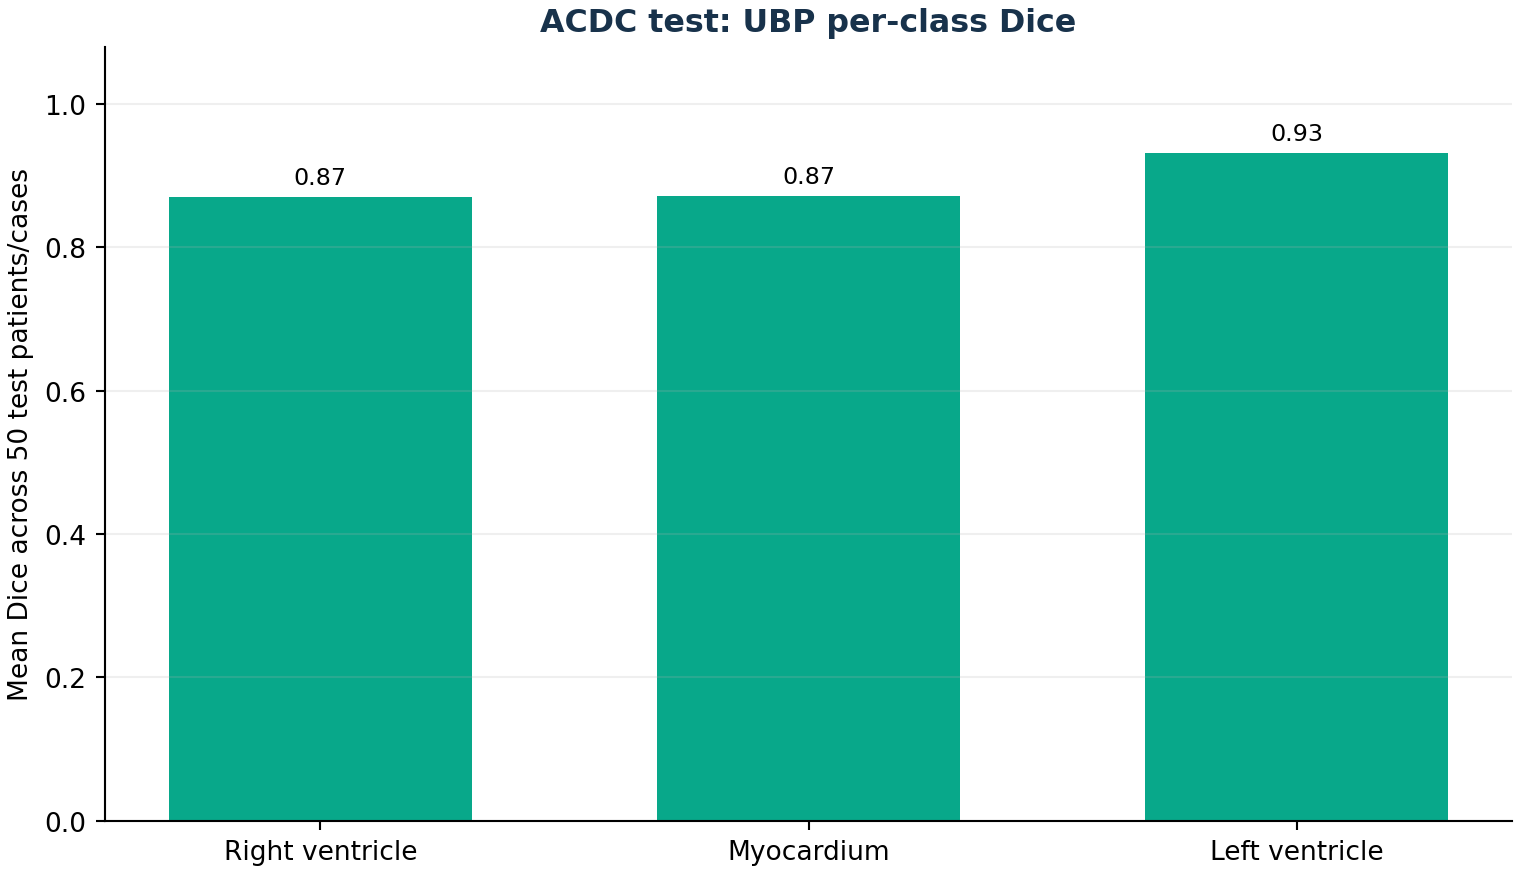 ACDC test: UBP per-class Dice
Mean Dice across 50 test patients/cases
1.0
0.8
0.6
0.4
0.2
0.0
0.87
0.87
0.93
Right ventricle
Myocardium
Left ventricle